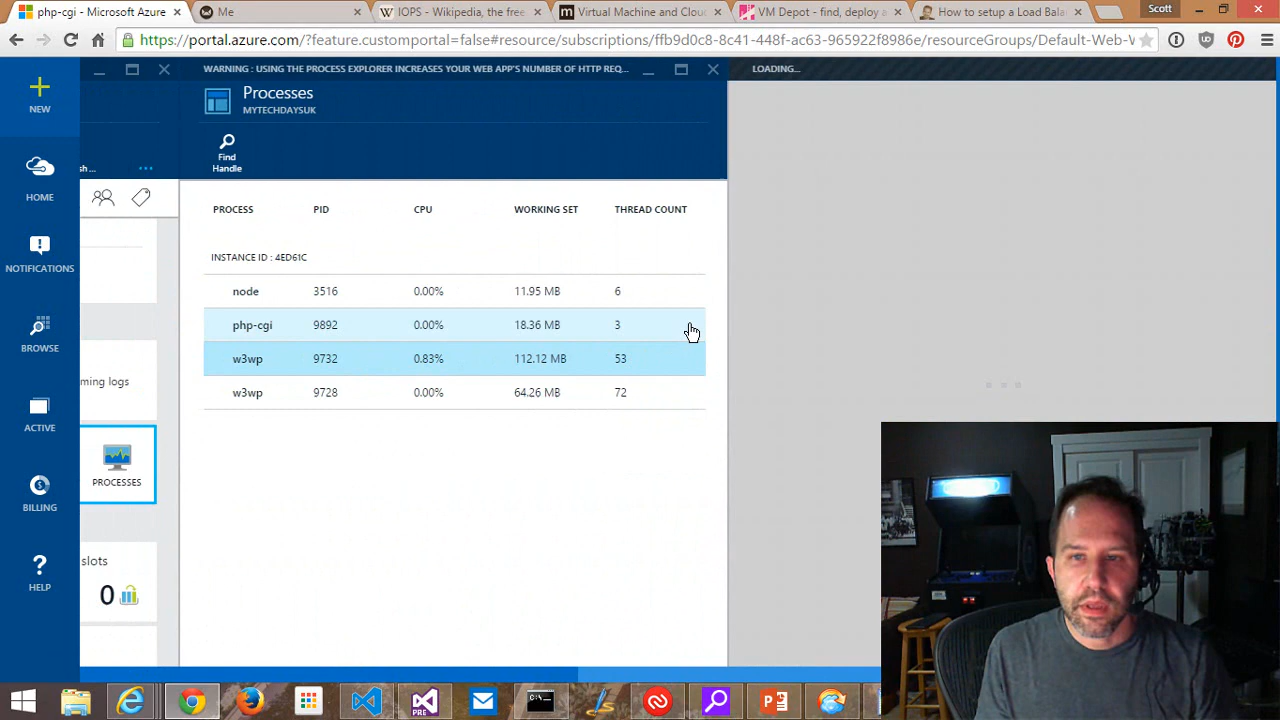 php-cgi - Microsoft Azure
Me
IOPS - Wikipedia, the free
Virtual Machine and Clou
VM Depot - find, deploy a
How to setup a Load Bala
Scott
https://portal.azure.com/?feature.customportal=false#resource/subscriptions/ffb9d0c8-8c41-448f-ac63-965922f8986e/resourceGroups/Default-Web-W
WARNING : USING THE PROCESS EXPLORER INCREASES YOUR WEB APP'S NUMBER OF HTTP REQ...
LOADING...
NEW
HOME
NOTIFICATIONS
BROWSE
ACTIVE
BILLING
HELP
sh ...
ming logs
PROCESSES
slots
0
Processes
MYTECHDAYSUK
Find
Handle
PROCESS PID CPU WORKING SET THREAD COUNT
INSTANCE ID : 4ED61C
node 3516 0.00% 11.95 MB 6
php-cgi 9892 0.00% 18.36 MB 3
w3wp 9732 0.83% 112.12 MB 53
w3wp 9728 0.00% 64.26 MB 72
PRE